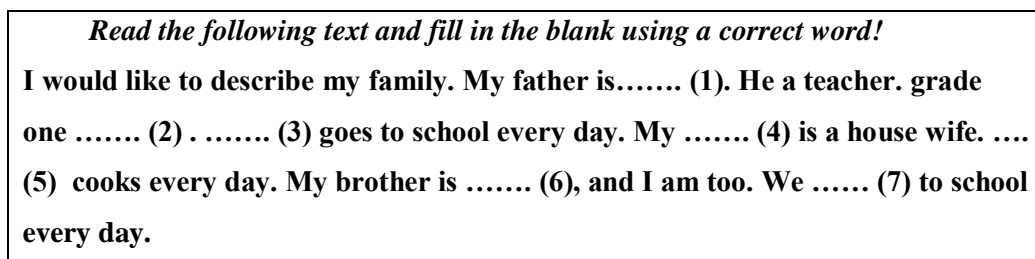 Read the following text and fill in the blank using a correct word!
I would like to describe my family. My father is……. (1). He a teacher. grade
one ……. (2) . ……. (3) goes to school every day. My ……. (4) is a house wife. ….
(5) cooks every day. My brother is ……. (6), and I am too. We …… (7) to school
every day.